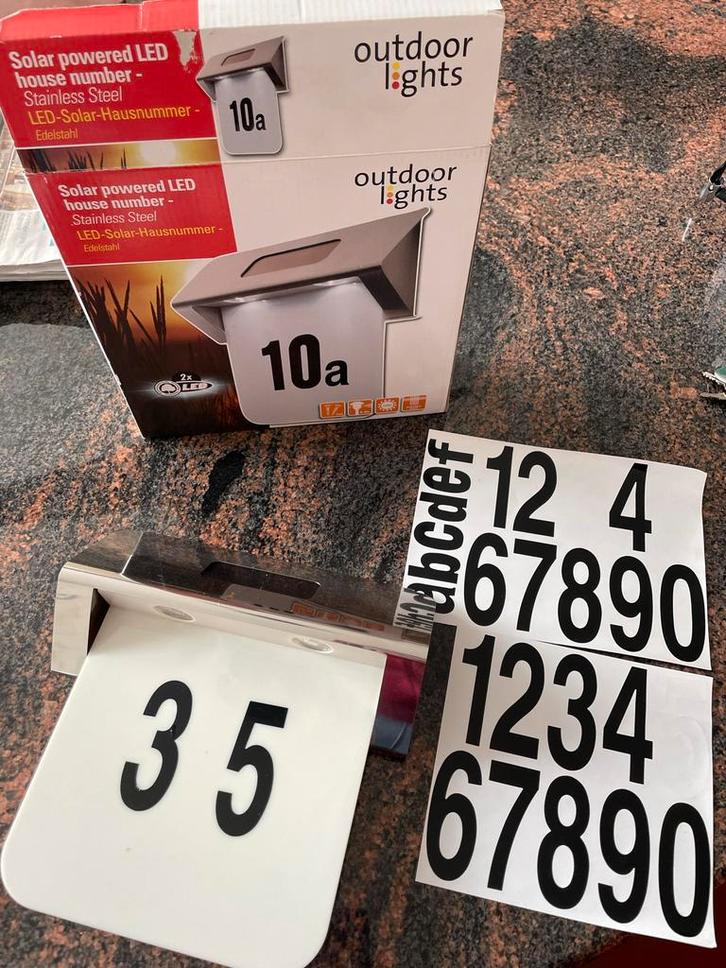 Solar powered LED
house number -
Stainless Steel
LED-Solar-Hausnummer -
Edelstahl
outdoor
lights
10a
Solar powered LED
house number -
Stainless Steel
LED-Solar-Hausnummer -
Edelstahl
outdoor
lights
10a
2x
LED
abcdef
12 4
67890
3 5
1234
67890